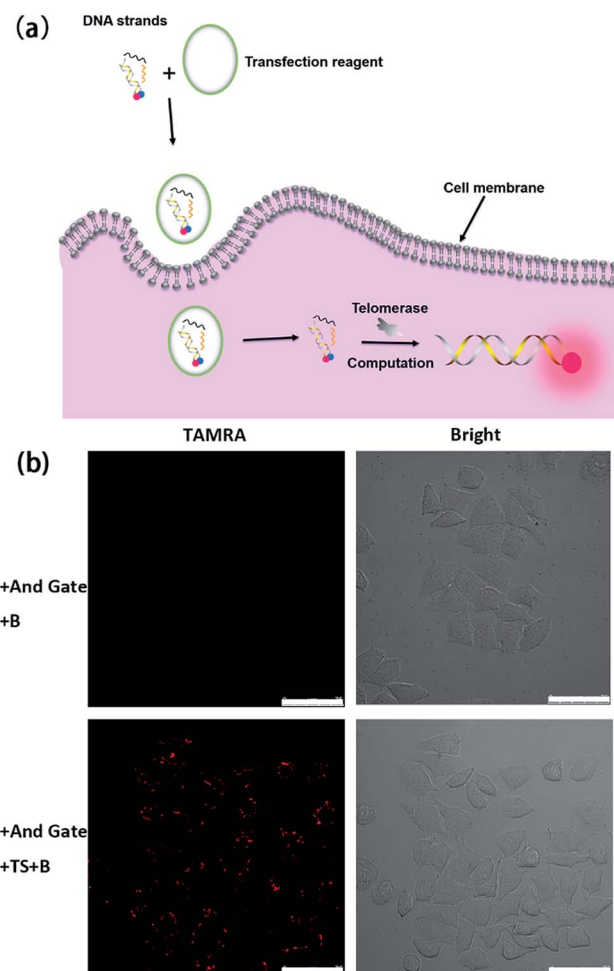 (a)
DNA strands
+
Transfection reagent
Cell membrane
Telomerase
Computation
(b)
TAMRA
Bright
+And Gate
+B
+And Gate
+TS+B